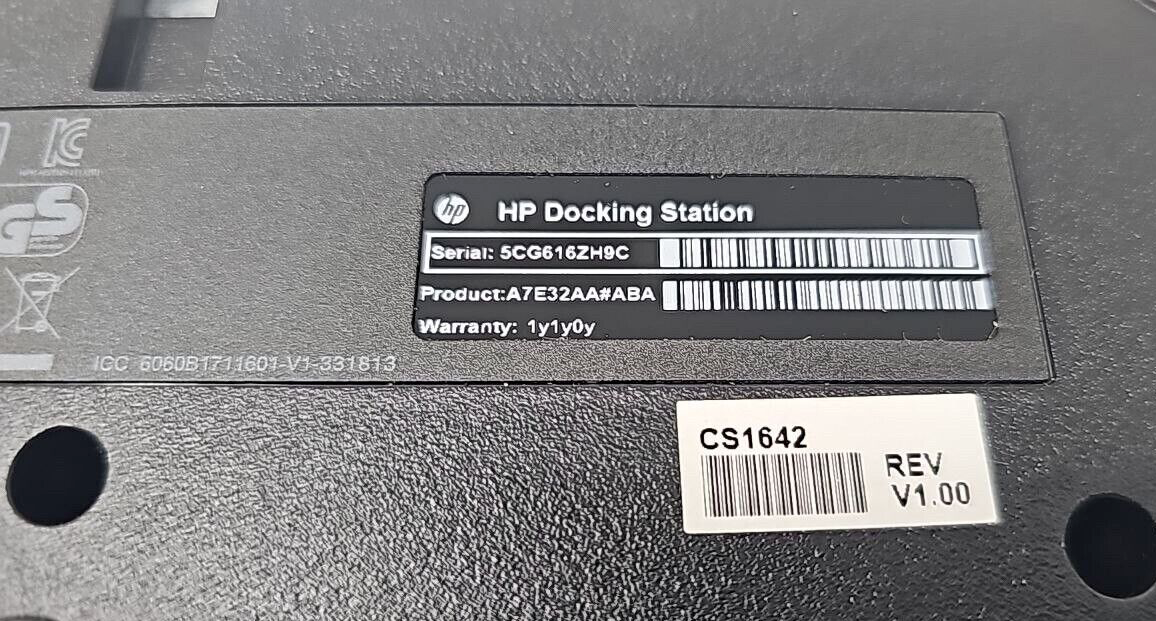 hp HP Docking Station
Serial: 5CG616ZH9C
Product:A7E32AA#ABA
Warranty: 1y1y0y
ICC 6060B1711601-V1-331813
GS
CS1642
REV
V1.00